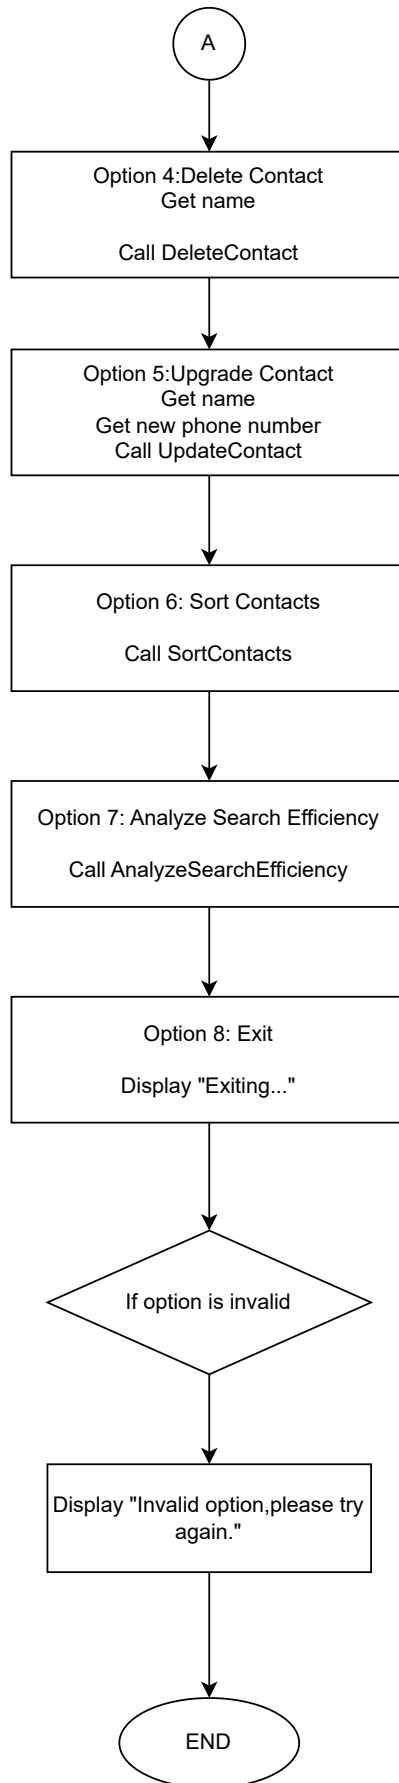 A
Option 4:Delete Contact
Get name
Call DeleteContact
Option 5:Upgrade Contact
Get name
Get new phone number
Call UpdateContact
Option 6: Sort Contacts
Call SortContacts
Option 7: Analyze Search Efficiency
Call AnalyzeSearchEfficiency
Option 8: Exit
Display "Exiting..."
If option is invalid
Display "Invalid option,please try
again."
END